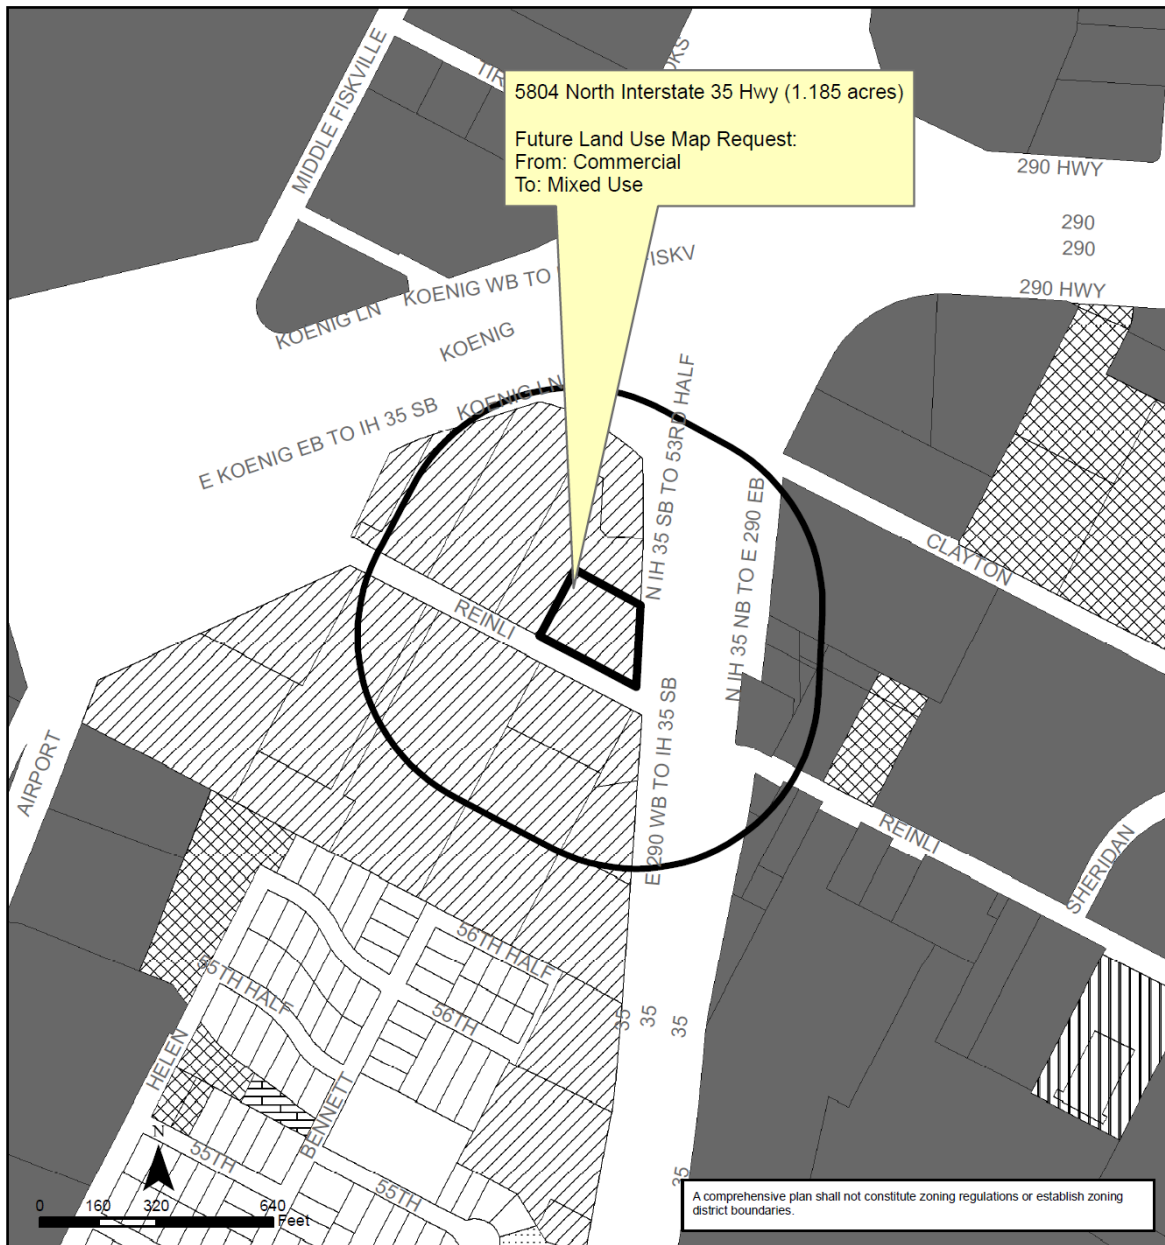 MIDDLE FISKVILLE
5804 North Interstate 35 Hwy (1.185 acres)
Future Land Use Map Request:
From: Commercial
To: Mixed Use
290 HWY
290
290
290 HWY
KOENIG WB TO
KOENIG LN
KOENIG
KOENIG LN
E KOENIG EB TO IH 35 SB
N IH 35 SB TO 53RD HALF
N IH 35 NB TO E 290 EB
CLAYTON
REINLI
E 290 WB TO IH 35 SB
AIRPORT
REINLI
SHERIDAN
56TH HALF
55TH HALF
56TH
35
35
35
HELEN
BENNETT
55TH
55TH
35
N
0 160 320 640
Feet
A comprehensive plan shall not constitute zoning regulations or establish zoning
district boundaries.